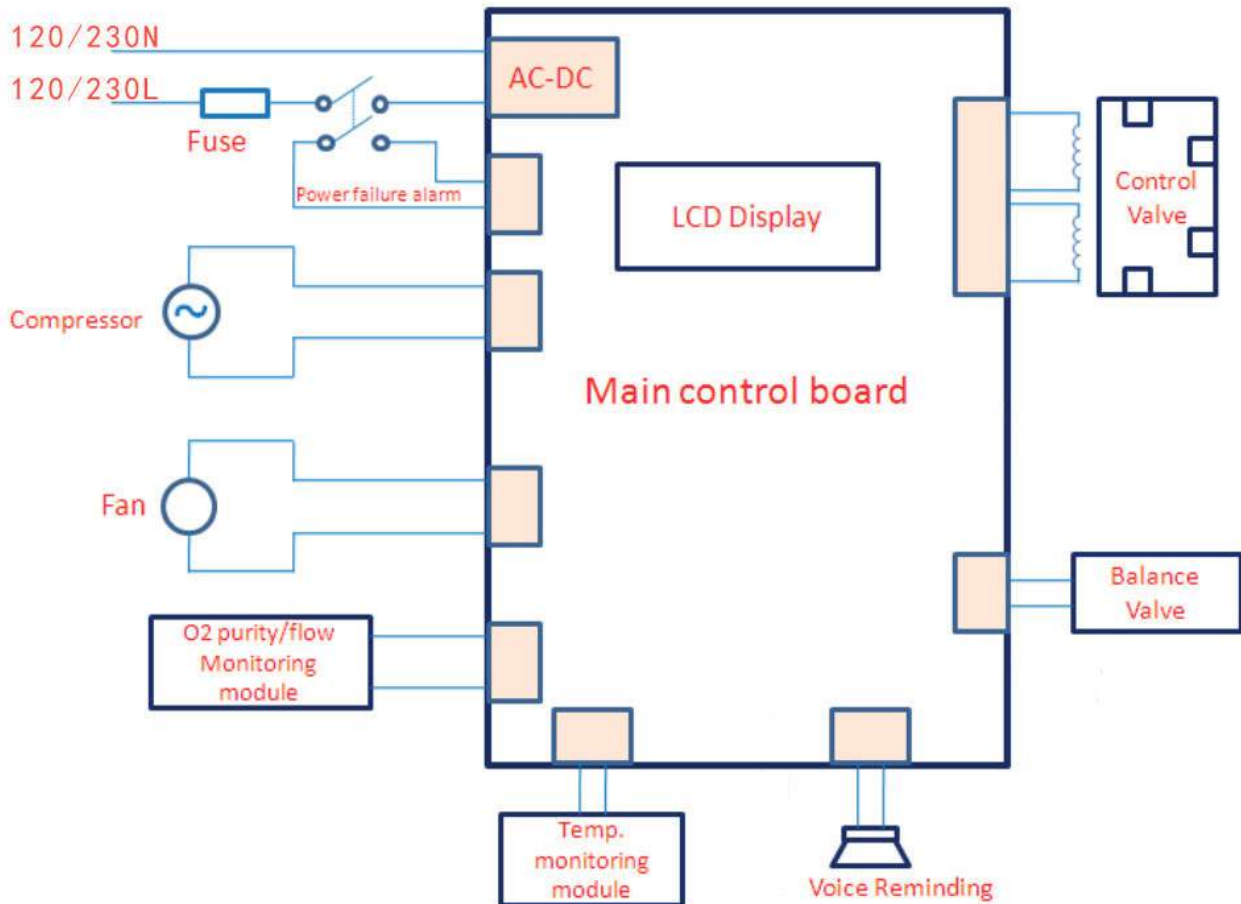 120/230N
120/230L
Fuse
AC-DC
Power failure alarm
LCD Display
Control
Valve
Compressor
Main control board
Fan
Balance
Valve
O2 purity/flow
Monitoring
module
Temp.
monitoring
module
Voice Reminding